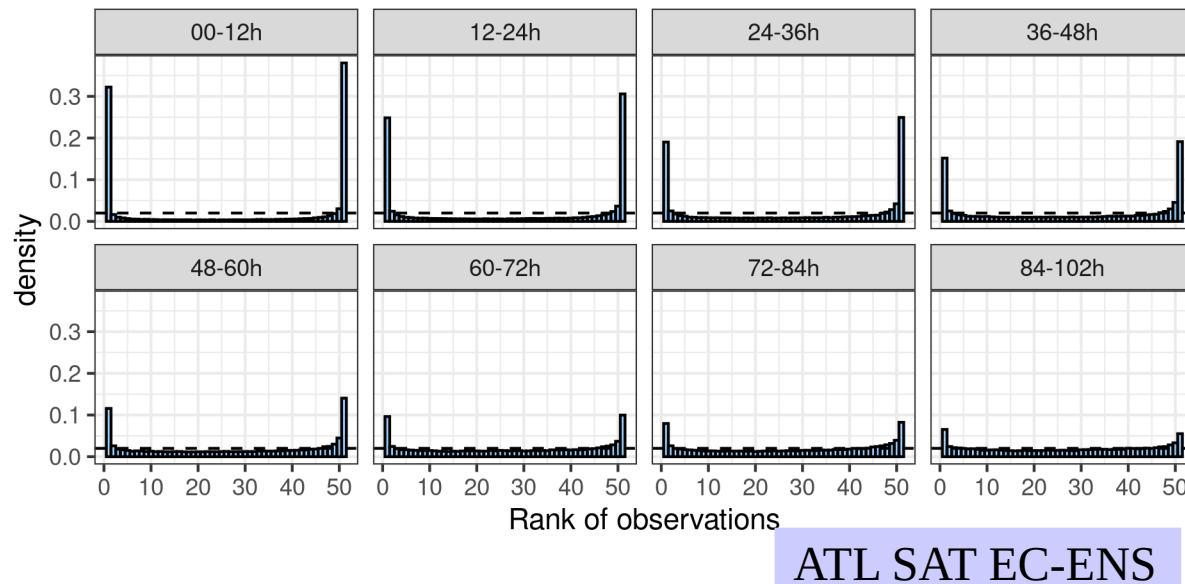 00-12h 12-24h 24-36h 36-48h
0.3
0.2
0.1
0.0
density
48-60h 60-72h 72-84h 84-102h
0.3
0.2
0.1
0.0
0 10 20 30 40 50 0 10 20 30 40 50 0 10 20 30 40 50 0 10 20 30 40 50
Rank of observations
ATL SAT EC-ENS